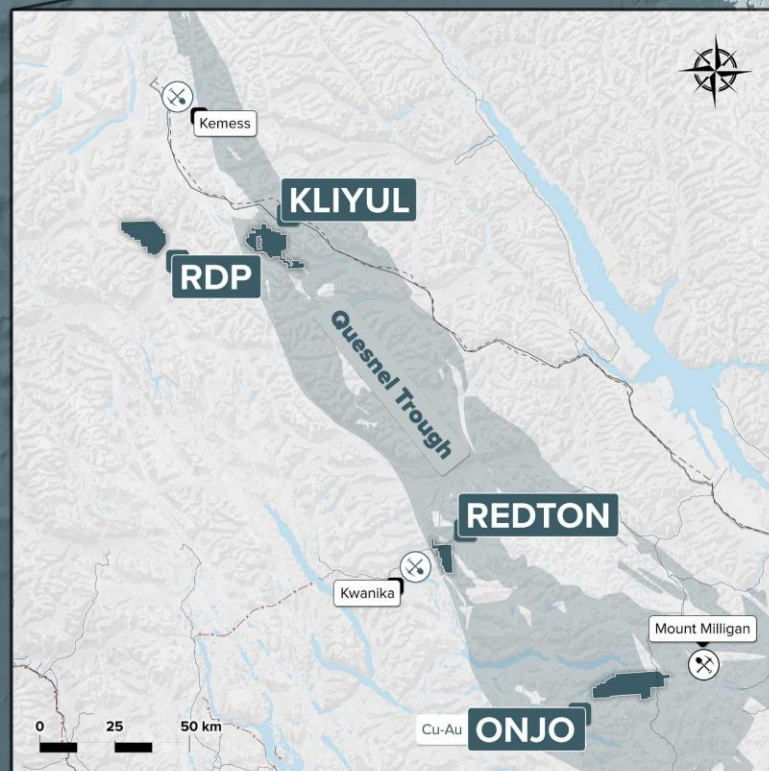 Kemess
KLIYUL
RDP
Quesnel Trough
REDTON
Kwanika
Mount Milligan
0 25 50 km
Cu-Au ONJO